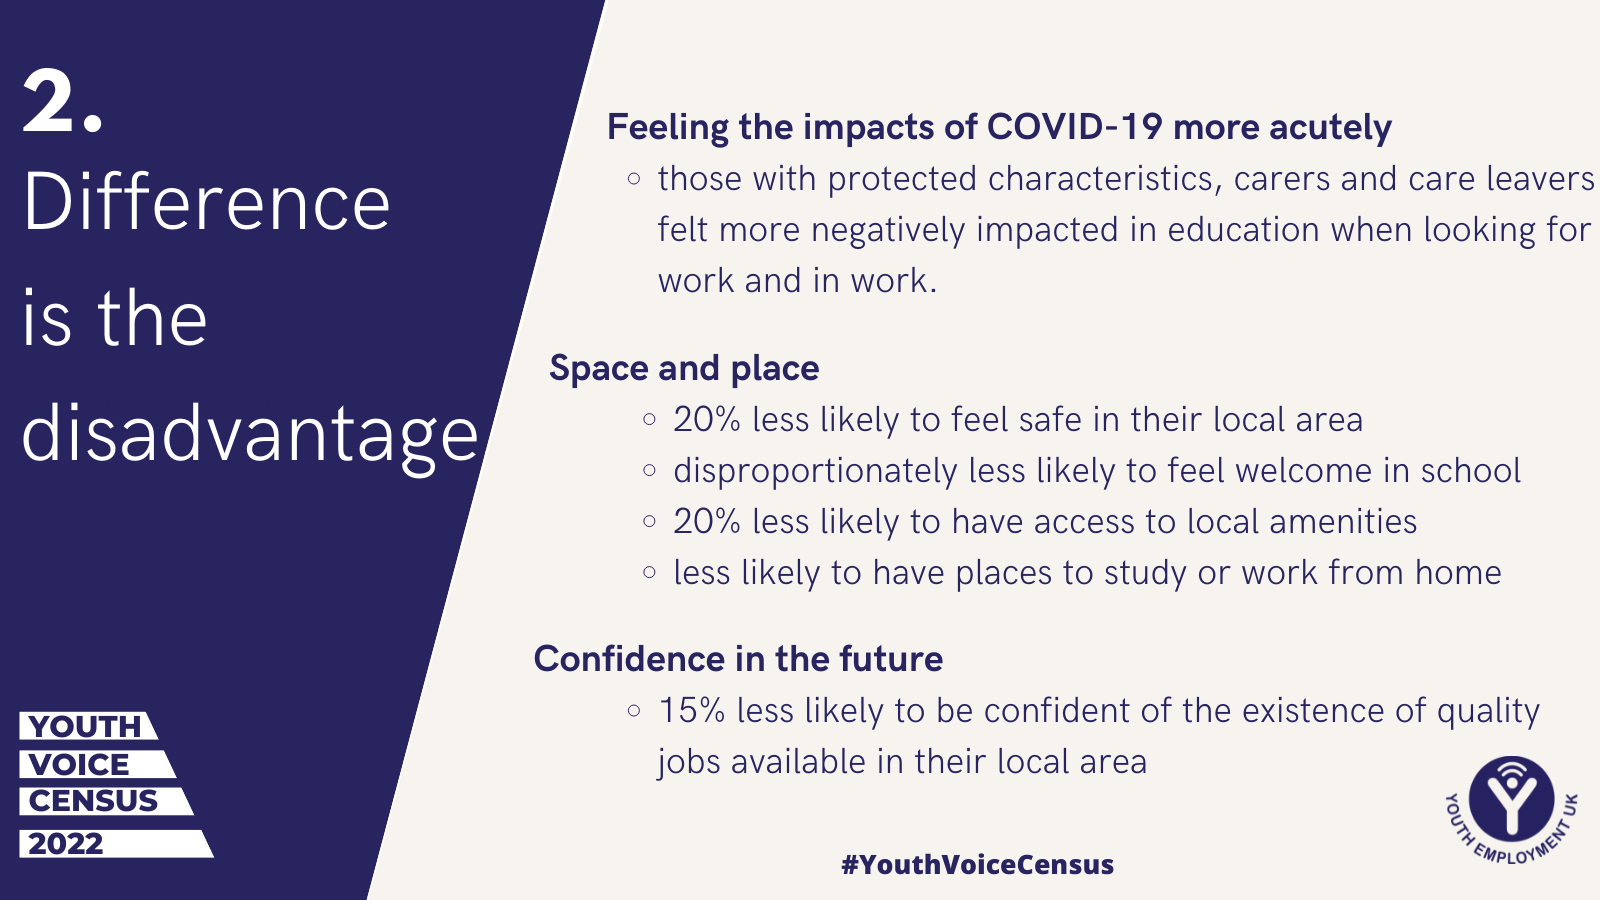 2.
Difference
is the
disadvantage
Feeling the impacts of COVID-19 more acutely
those with protected characteristics, carers and care leavers
felt more negatively impacted in education when looking for
work and in work.
Space and place
20% less likely to feel safe in their local area
disproportionately less likely to feel welcome in school
20% less likely to have access to local amenities
less likely to have places to study or work from home
Confidence in the future
15% less likely to be confident of the existence of quality
jobs available in their local area
YOUTH
VOICE
CENSUS
2022
#YouthVoiceCensus
YOUTH EMPLOYMENT UK